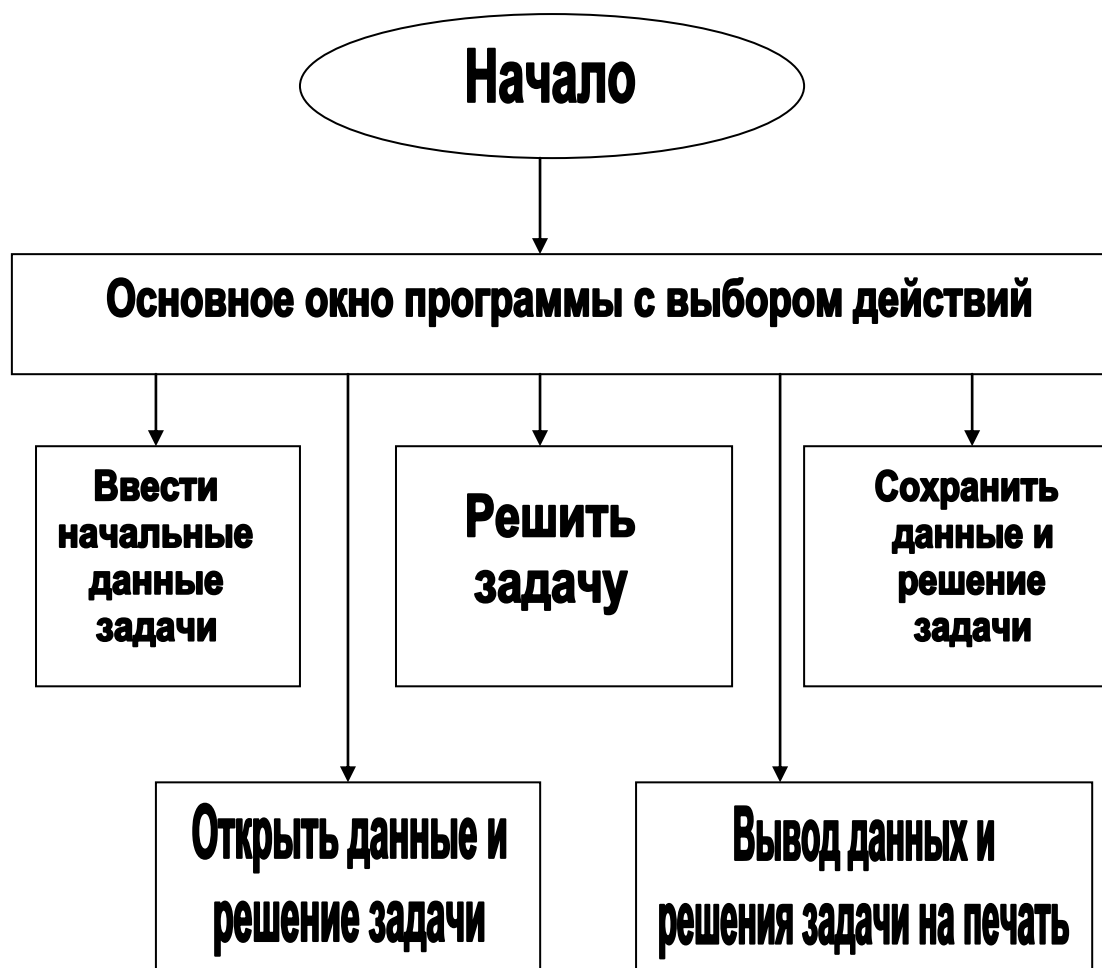 Начало
Основное окно программы с выбором действий
Ввести
начальные
данные
задачи
Решить
задачу
Сохранить
данные и
решение
задачи
Открыть данные и
решение задачи
Вывод данных и
решения задачи на печать